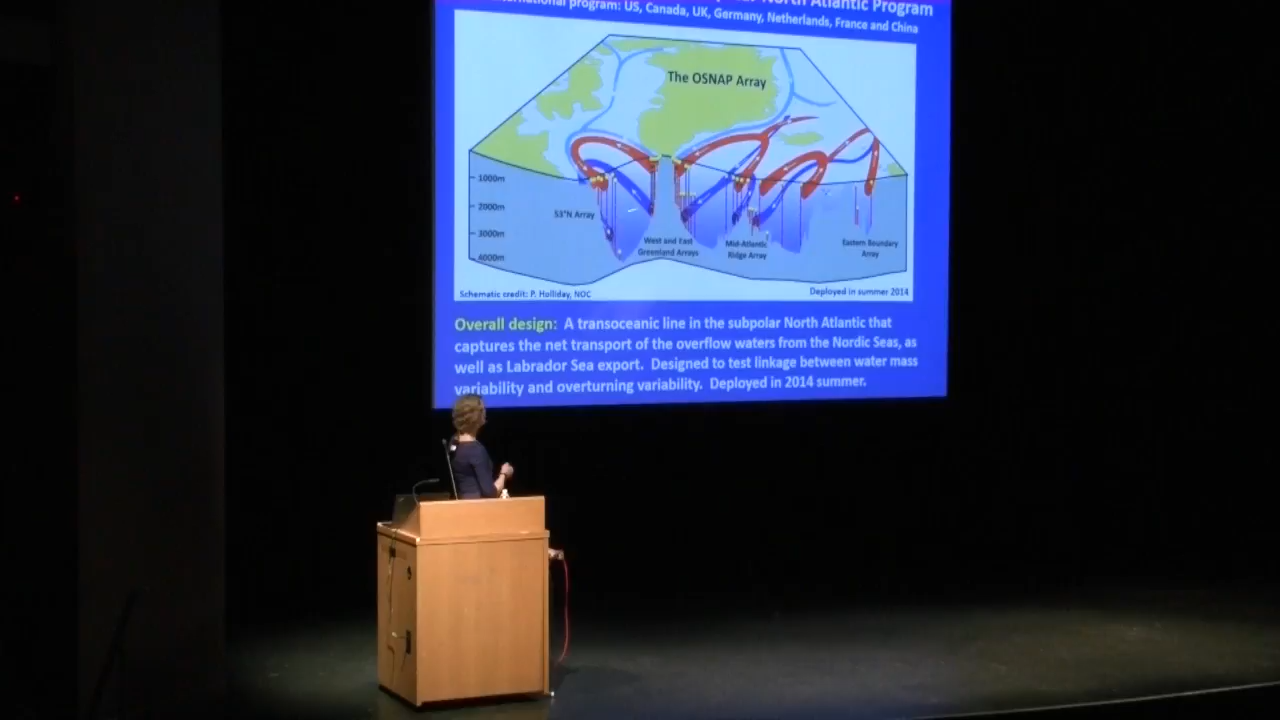 North Atlantic Program
program: US, Canada, UK, Germany, Netherlands, France and China
The OSNAP Array
1000m
2000m
3000m
4000m
53°N Array
West and East
Greenland Arrays
Mid-Atlantic
Ridge Array
Eastern Boundary
Array
Schematic credit: P. Holliday, NOC
Deployed in summer 2014
Overall design: A transoceanic line in the subpolar North Atlantic that
captures the net transport of the overflow waters from the Nordic Seas, as
well as Labrador Sea export. Designed to test linkage between water mass
variability and overturning variability. Deployed in 2014 summer.